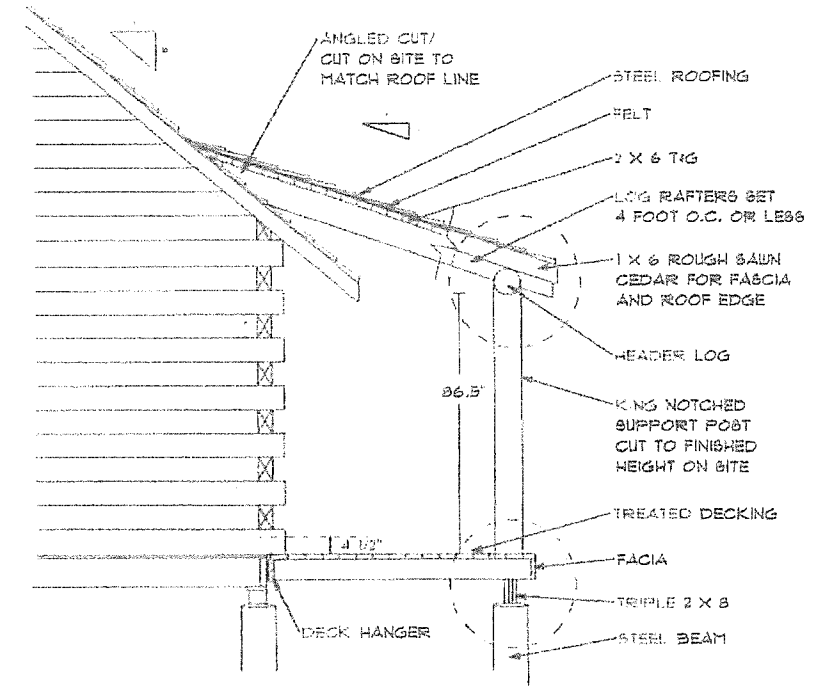 ANGLED CUT/
CUT ON SITE TO
MATCH ROOF LINE
STEEL ROOFING
FELT
2 X 6 T&G
LOG RAFTERS SET
4 FOOT O.C. OR LESS
1 X 6 ROUGH SAWN
CEDAR FOR FASCIA
AND ROOF EDGE
HEADER LOG
86.5"
KING NOTCHED
SUPPORT POST
CUT TO FINISHED
HEIGHT ON SITE
TREATED DECKING
4 1/2"
FACIA
TRIPLE 2 X 8
DECK HANGER
STEEL BEAM